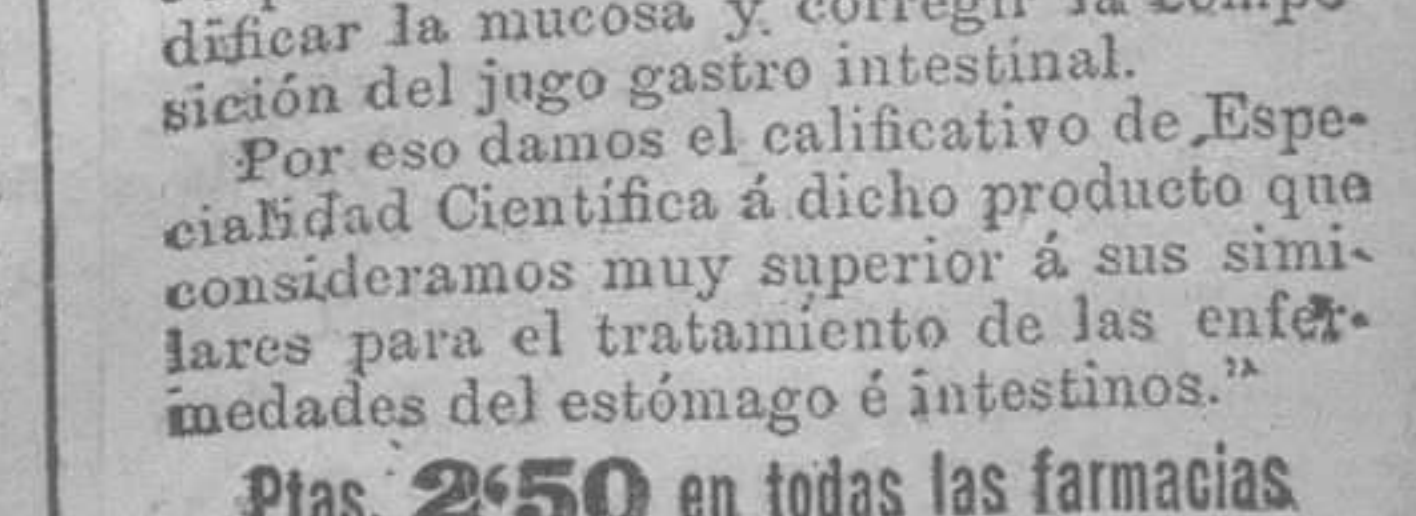 dificar la mucosa y corregir la compo-
sición del jugo gastro intestinal.
Por eso damos el calificativo de Espe-
cialidad Científica á dicho producto que
consideramos muy superior á sus simi-
lares para el tratamiento de las enfer-
medades del estómago é intestinos."
Ptas. 2'50 en todas las farmacias